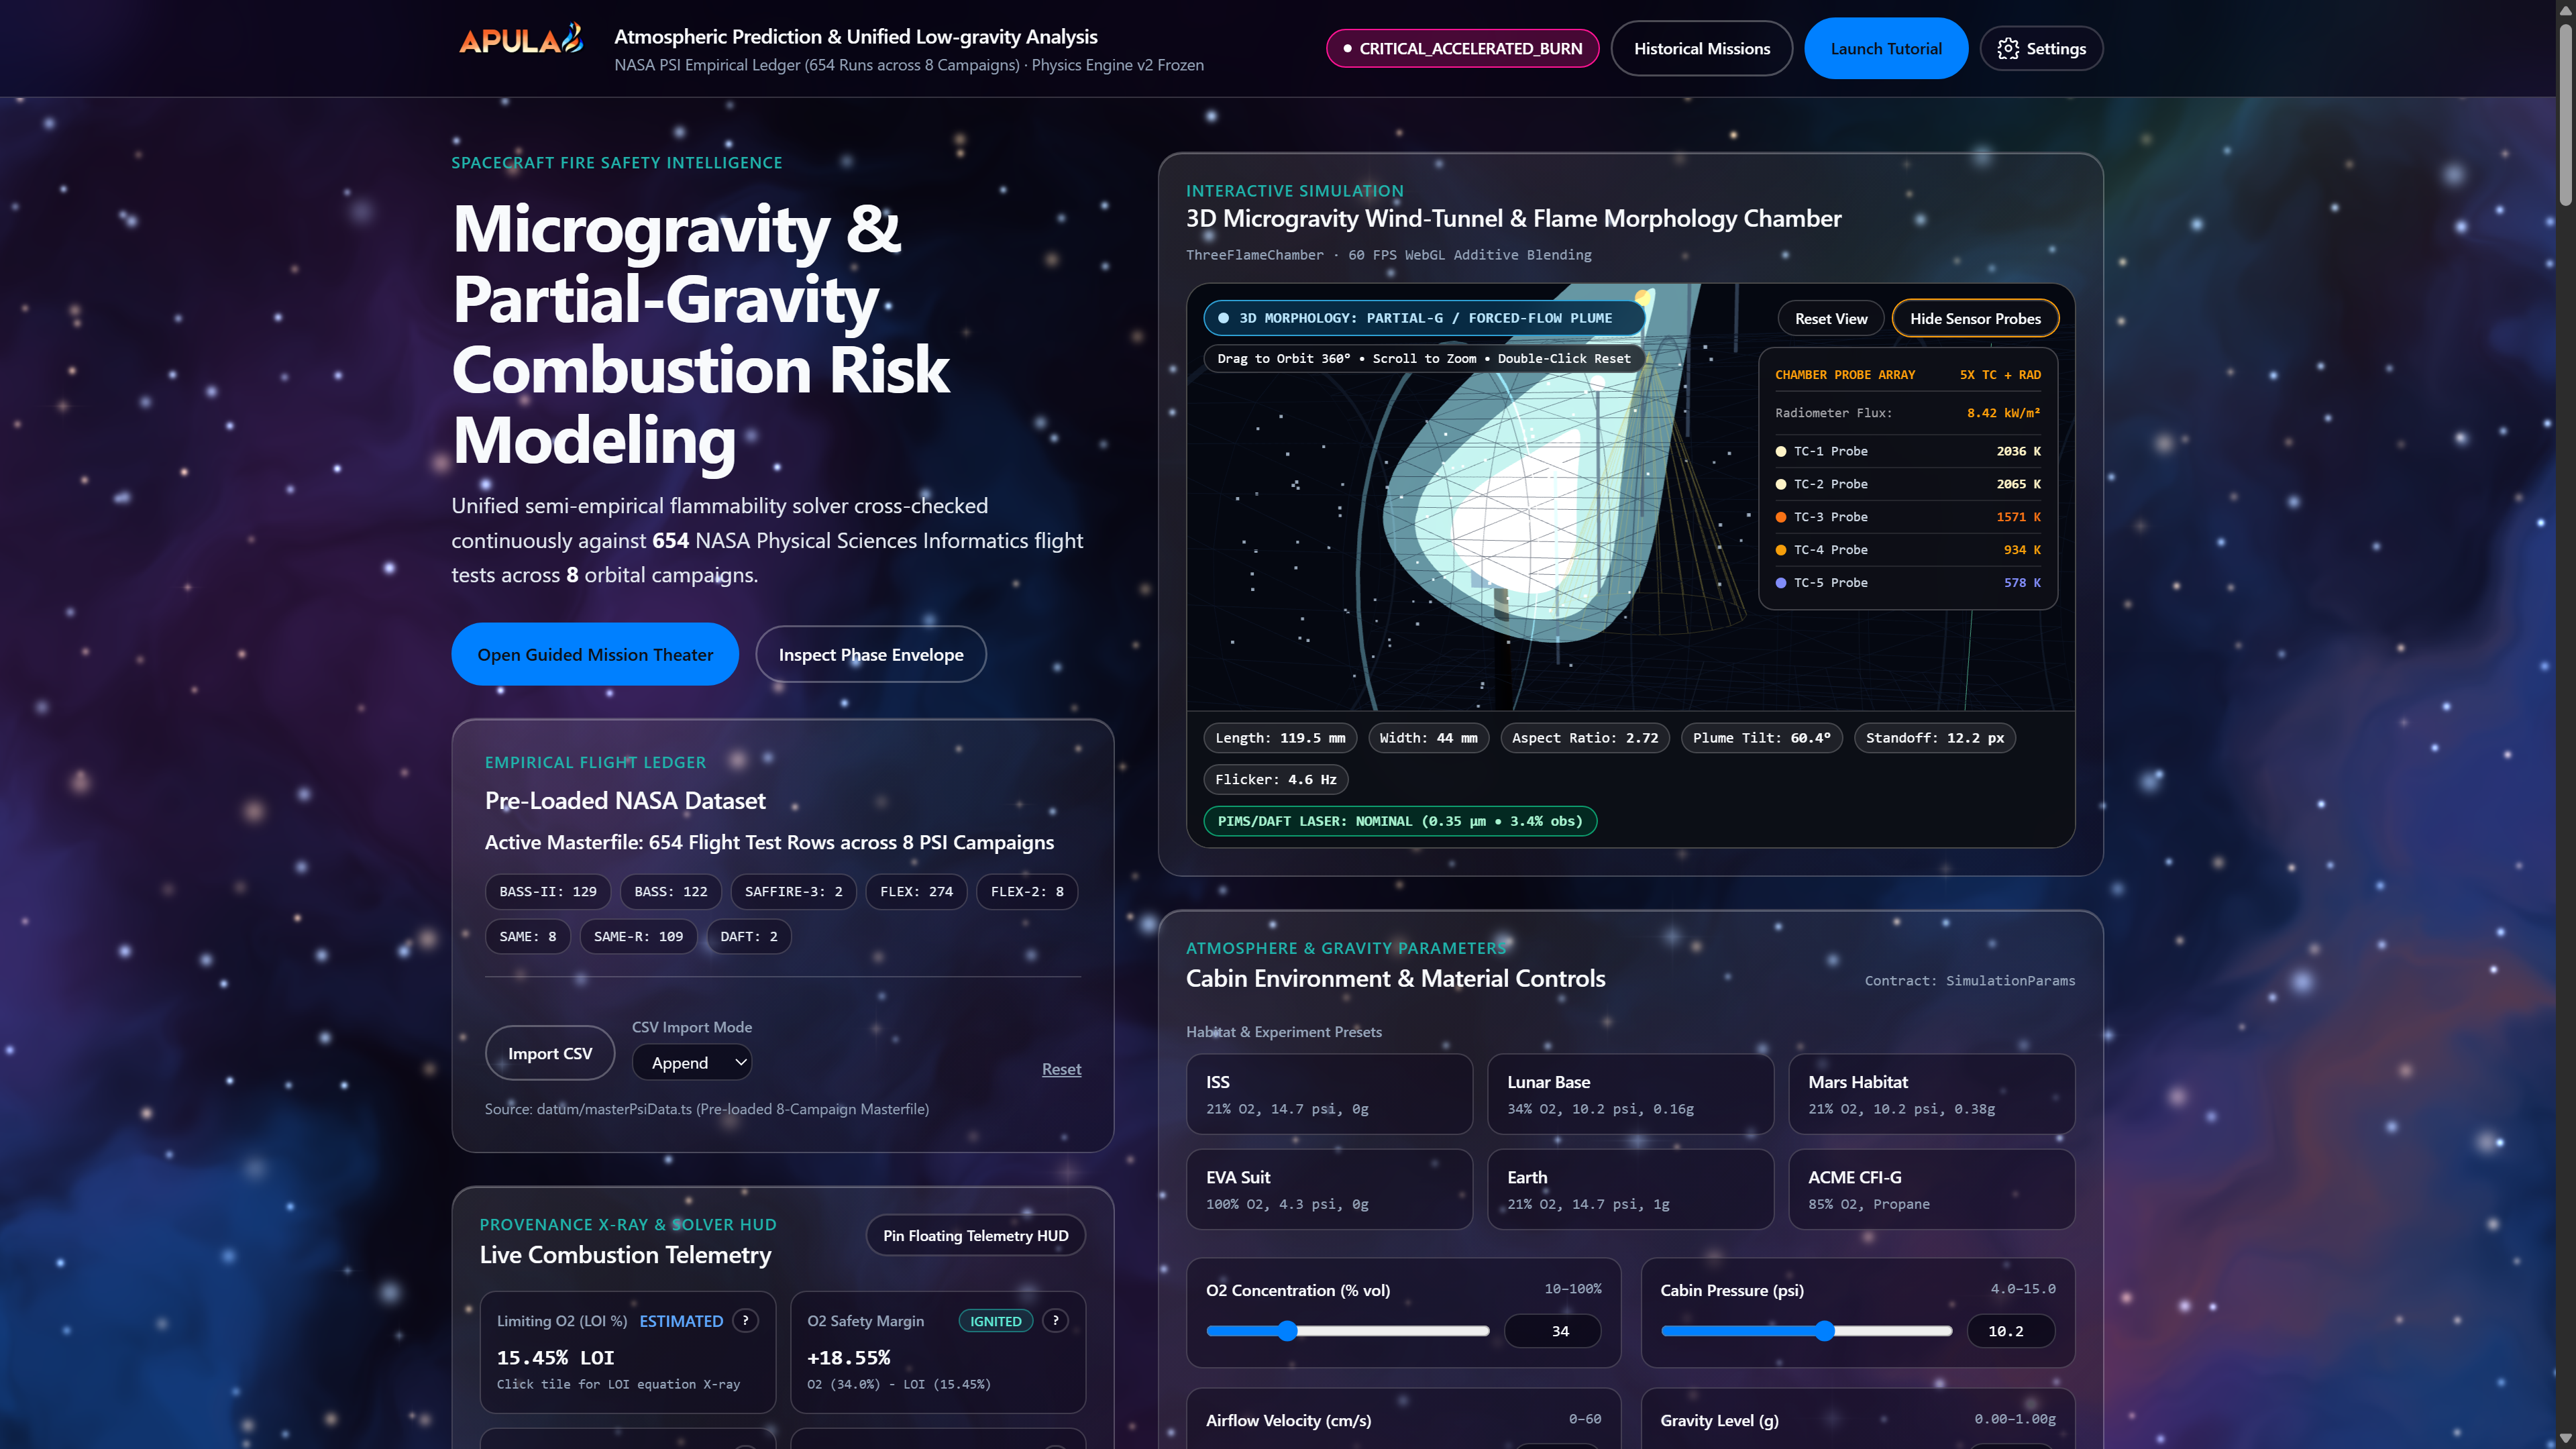 APULA
Atmospheric Prediction & Unified Low-gravity Analysis
NASA PSI Empirical Ledger (654 Runs across 8 Campaigns) · Physics Engine v2 Frozen
CRITICAL_ACCELERATED_BURN
Historical Missions
Launch Tutorial
Settings
SPACECRAFT FIRE SAFETY INTELLIGENCE
Microgravity &
Partial-Gravity
Combustion Risk
Modeling
Unified semi-empirical flammability solver cross-checked
continuously against 654 NASA Physical Sciences Informatics flight
tests across 8 orbital campaigns.
Open Guided Mission Theater
Inspect Phase Envelope
EMPIRICAL FLIGHT LEDGER
Pre-Loaded NASA Dataset
Active Masterfile: 654 Flight Test Rows across 8 PSI Campaigns
BASS-II: 129
BASS: 122
SAFFIRE-3: 2
FLEX: 274
FLEX-2: 8
SAME: 8
SAME-R: 109
DAFT: 2
Import CSV
CSV Import Mode
Append
Reset
Source: datum/masterPsiData.ts (Pre-loaded 8-Campaign Masterfile)
PROVENANCE X-RAY & SOLVER HUD
Live Combustion Telemetry
Pin Floating Telemetry HUD
Limiting O2 (LOI %) ESTIMATED ?
15.45% LOI
Click tile for LOI equation X-ray
O2 Safety Margin IGNITED ?
+18.55%
O2 (34.0%) - LOI (15.45%)
INTERACTIVE SIMULATION
3D Microgravity Wind-Tunnel & Flame Morphology Chamber
ThreeFlameChamber · 60 FPS WebGL Additive Blending
3D MORPHOLOGY: PARTIAL-G / FORCED-FLOW PLUME
Drag to Orbit 360° • Scroll to Zoom • Double-Click Reset
Reset View
Hide Sensor Probes
CHAMBER PROBE ARRAY 5X TC + RAD
Radiometer Flux: 8.42 kW/m²
TC-1 Probe 2036 K
TC-2 Probe 2065 K
TC-3 Probe 1571 K
TC-4 Probe 934 K
TC-5 Probe 578 K
Length: 119.5 mm
Width: 44 mm
Aspect Ratio: 2.72
Plume Tilt: 60.4°
Standoff: 12.2 px
Flicker: 4.6 Hz
PIMS/DAFT LASER: NOMINAL (0.35 µm • 3.4% obs)
ATMOSPHERE & GRAVITY PARAMETERS
Cabin Environment & Material Controls
Contract: SimulationParams
Habitat & Experiment Presets
ISS
21% O2, 14.7 psi, 0g
Lunar Base
34% O2, 10.2 psi, 0.16g
Mars Habitat
21% O2, 10.2 psi, 0.38g
EVA Suit
100% O2, 4.3 psi, 0g
Earth
21% O2, 14.7 psi, 1g
ACME CFI-G
85% O2, Propane
O2 Concentration (% vol) 10–100%
34
Cabin Pressure (psi) 4.0–15.0
10.2
Airflow Velocity (cm/s) 0–60
Gravity Level (g) 0.00–1.00g